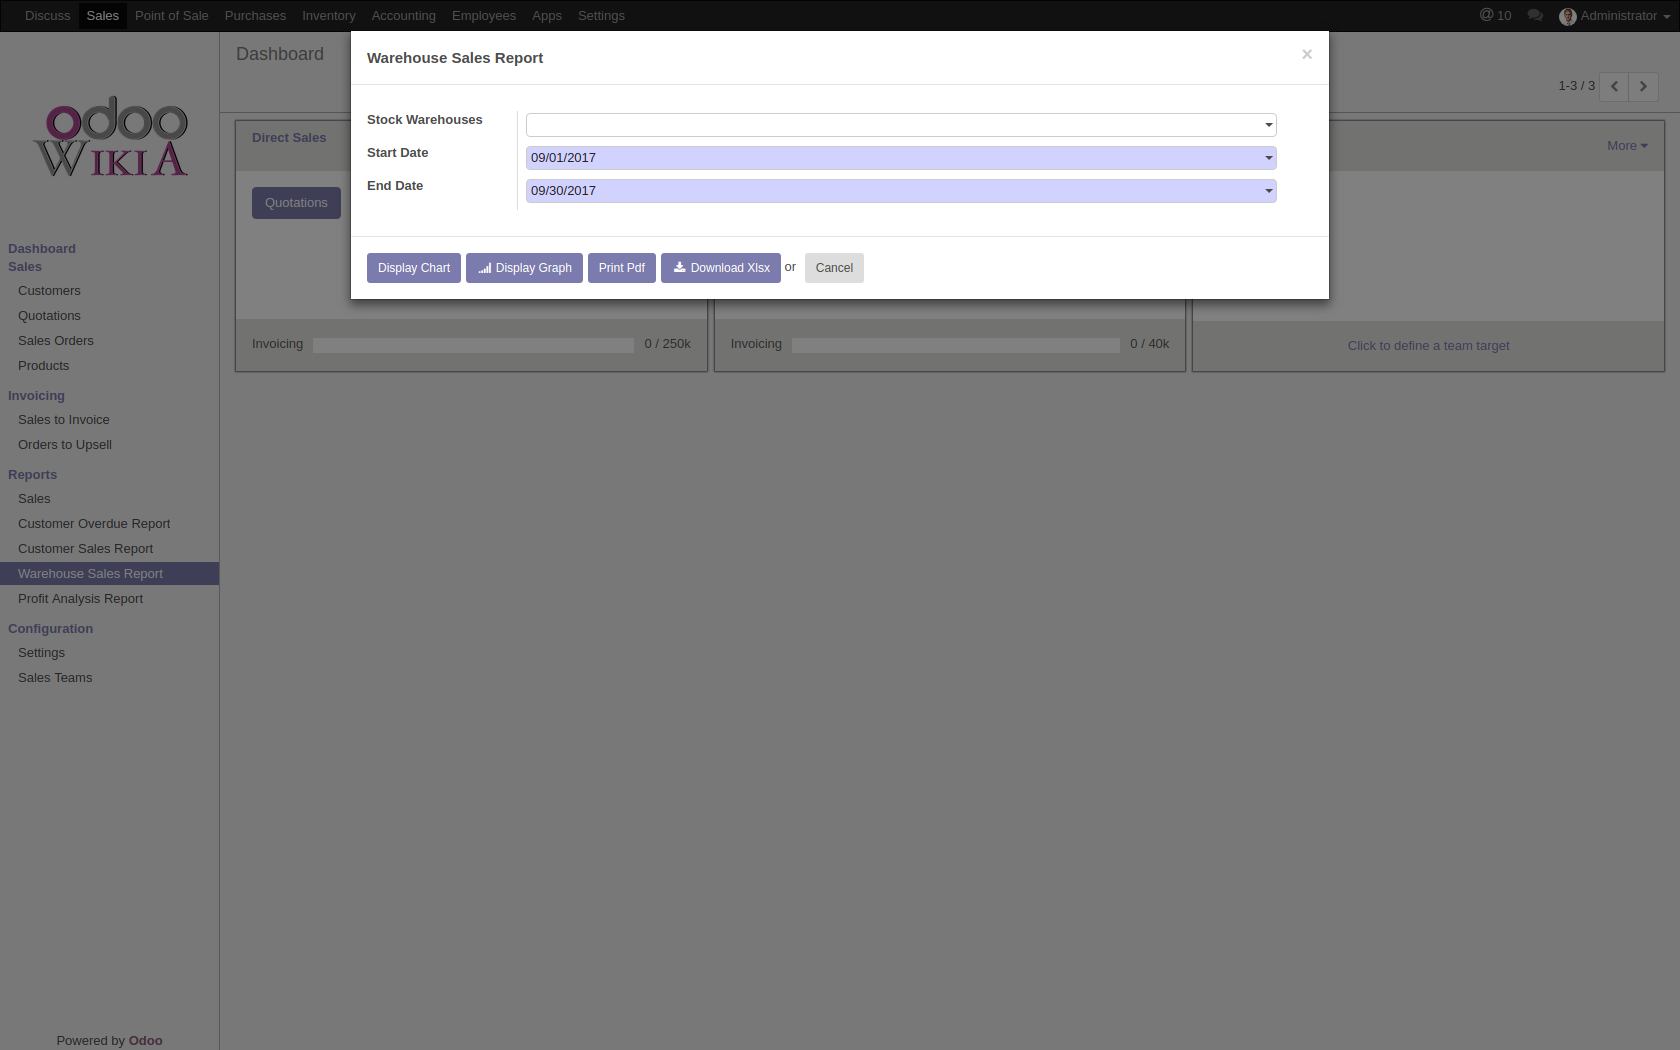 Discuss Sales Point of Sale Purchases Inventory Accounting Employees Apps Settings @ 10 Administrator
Dashboard
1-3 / 3
odoo
WIKIA
Dashboard
Sales
Customers
Quotations
Sales Orders
Products
Invoicing
Sales to Invoice
Orders to Upsell
Reports
Sales
Customer Overdue Report
Customer Sales Report
Warehouse Sales Report
Profit Analysis Report
Configuration
Settings
Sales Teams
Powered by Odoo
Warehouse Sales Report ×
Stock Warehouses
Start Date 09/01/2017
End Date 09/30/2017
Display Chart Display Graph Print Pdf Download Xlsx or Cancel
Direct Sales
More
Quotations
Invoicing 0 / 250k
Invoicing 0 / 40k
Click to define a team target